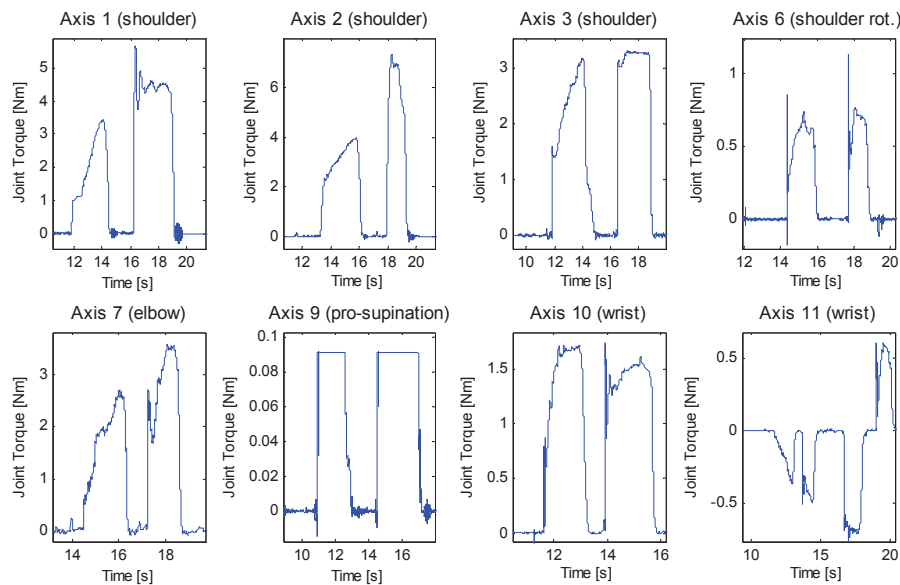 Axis 1 (shoulder)
Axis 2 (shoulder)
Axis 3 (shoulder)
Axis 6 (shoulder rot.)
Joint Torque [Nm]
5
4
3
2
1
0
12 14 16 18 20
Time [s]
Joint Torque [Nm]
6
4
2
0
12 14 16 18 20
Time [s]
Joint Torque [Nm]
3
2
1
0
10 12 14 16 18
Time [s]
Joint Torque [Nm]
1
0.5
0
12 14 16 18 20
Time [s]
Axis 7 (elbow)
Axis 9 (pro-supination)
Axis 10 (wrist)
Axis 11 (wrist)
Joint Torque [Nm]
3
2
1
0
14 16 18
Time [s]
Joint Torque [Nm]
0.1
0.08
0.06
0.04
0.02
0
10 12 14 16
Time [s]
Joint Torque [Nm]
1.5
1
0.5
0
12 14 16
Time [s]
Joint Torque [Nm]
0.5
0
-0.5
10 15 20
Time [s]